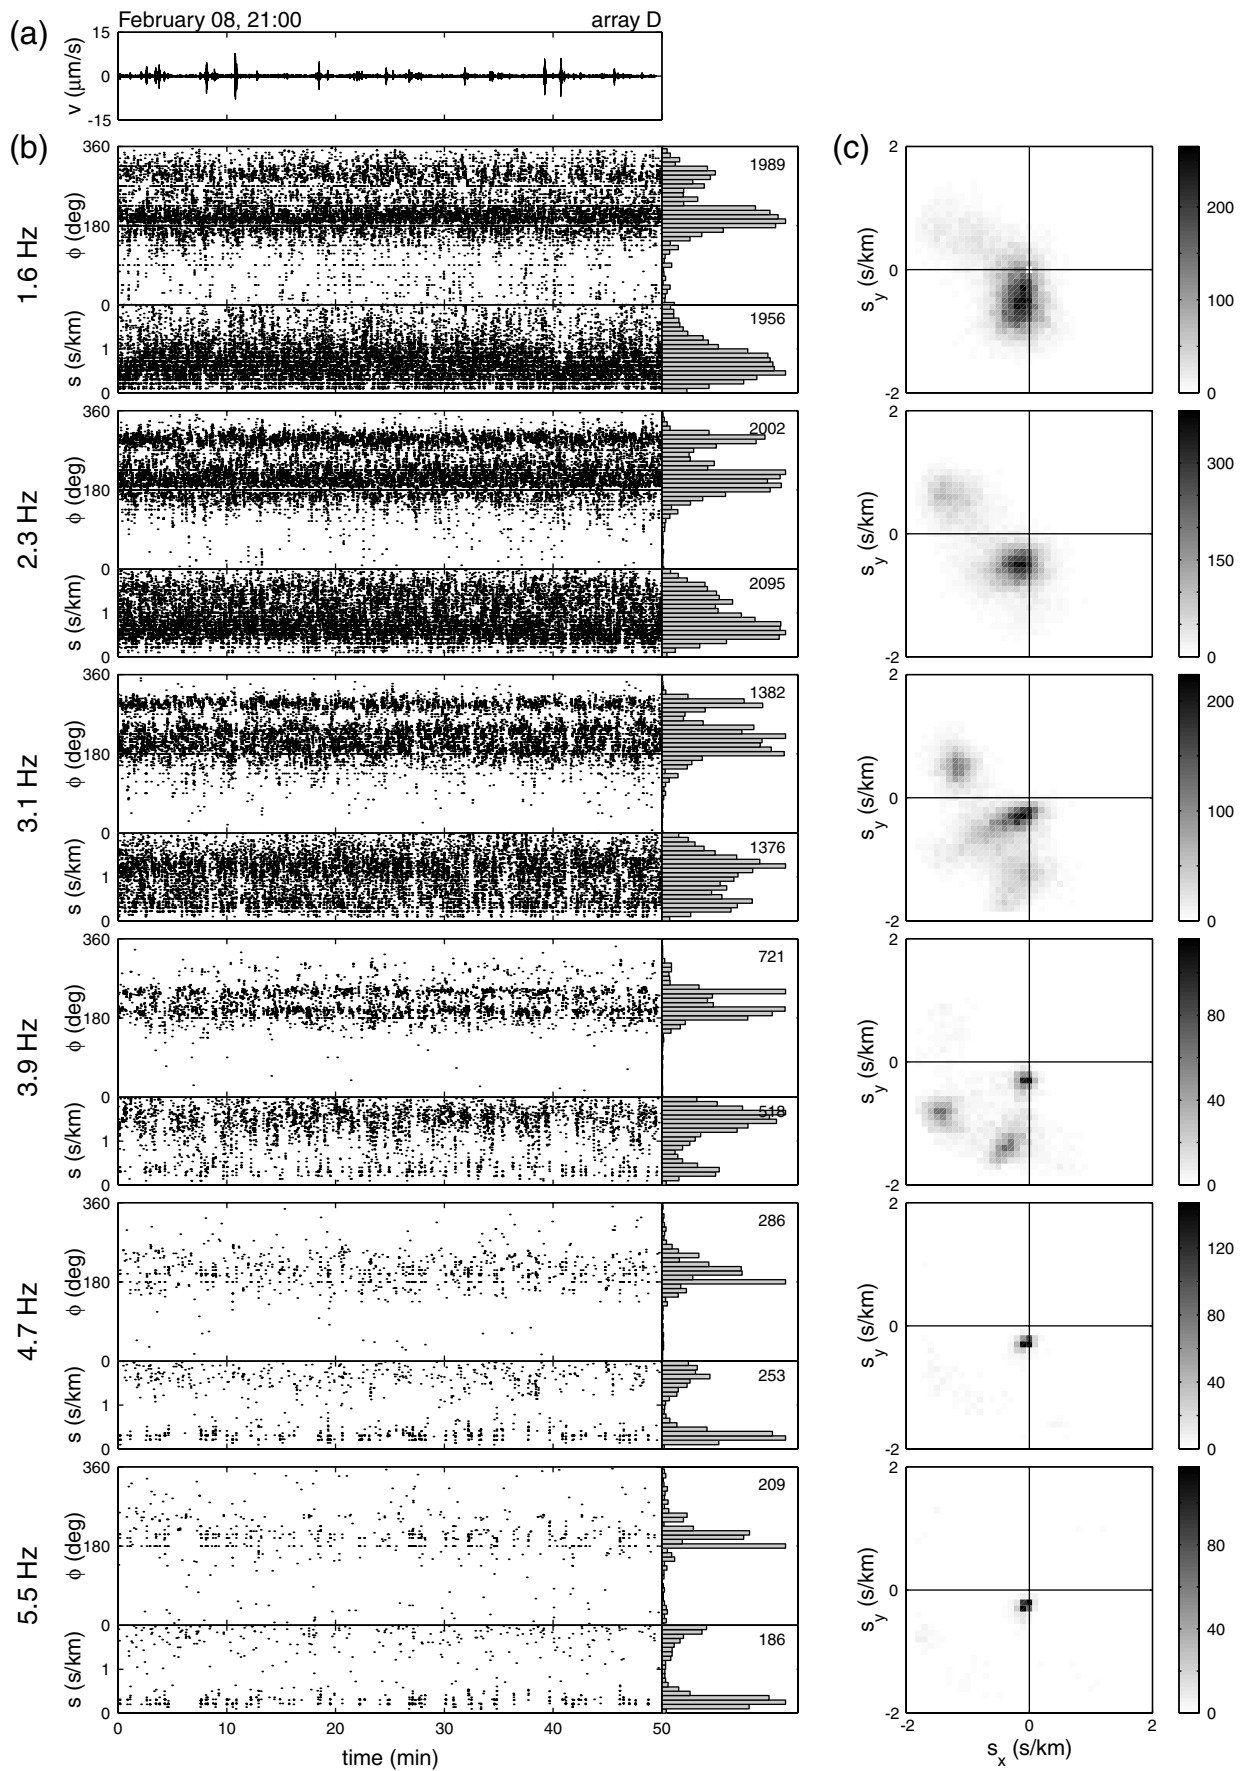 February 08, 21:00 array D
(a)
15
0
-15
v (μm/s)
(b)
(c)
1.6 Hz
360
180
0
ϕ (deg)
1989
1
0
s (s/km)
1956
2
0
-2
s_y (s/km)
200
100
0
2.3 Hz
360
180
0
ϕ (deg)
2002
1
0
s (s/km)
2095
2
0
-2
s_y (s/km)
300
150
0
3.1 Hz
360
180
0
ϕ (deg)
1382
1
0
s (s/km)
1376
2
0
-2
s_y (s/km)
200
100
0
3.9 Hz
360
180
0
ϕ (deg)
721
1
0
s (s/km)
518
2
0
-2
s_y (s/km)
80
40
0
4.7 Hz
360
180
0
ϕ (deg)
286
1
0
s (s/km)
253
2
0
-2
s_y (s/km)
120
80
40
0
5.5 Hz
360
180
0
ϕ (deg)
209
1
0
s (s/km)
186
2
0
-2
s_y (s/km)
80
40
0
0 10 20 30 40 50
time (min)
-2 0 2
s_x (s/km)